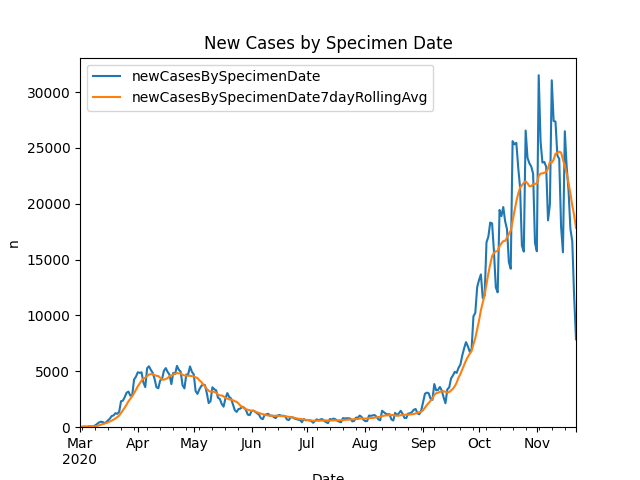 New Cases by Specimen Date
newCasesBySpecimenDate
newCasesBySpecimenDate7dayRollingAvg
30000
25000
20000
15000
10000
5000
0
n
Mar Apr May Jun Jul Aug Sep Oct Nov
2020
Date